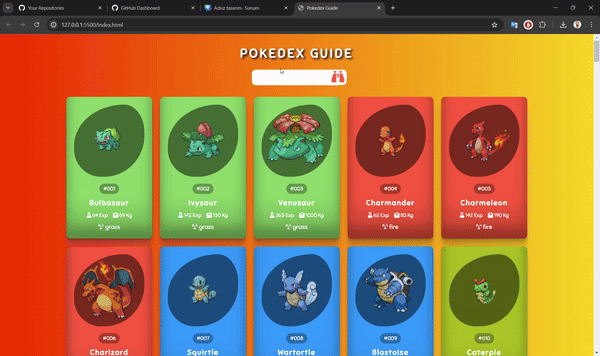 Your Repositories
GitHub Dashboard
Adsız tasarım - Sunum
Pokedex Guide
127.0.0.1:5500/index.html
POKEDEX GUIDE
#001
#002
#003
#004
#005
Bulbasaur
Ivysaur
Venusaur
Charmander
Charmeleon
64 Exp 69 Kg
142 Exp 130 Kg
263 Exp 1000 Kg
62 Exp 85 Kg
142 Exp 190 Kg
grass
grass
grass
fire
fire
#006
#007
#008
#009
#010
Charizard
Squirtle
Wartortle
Blastoise
Caterpie